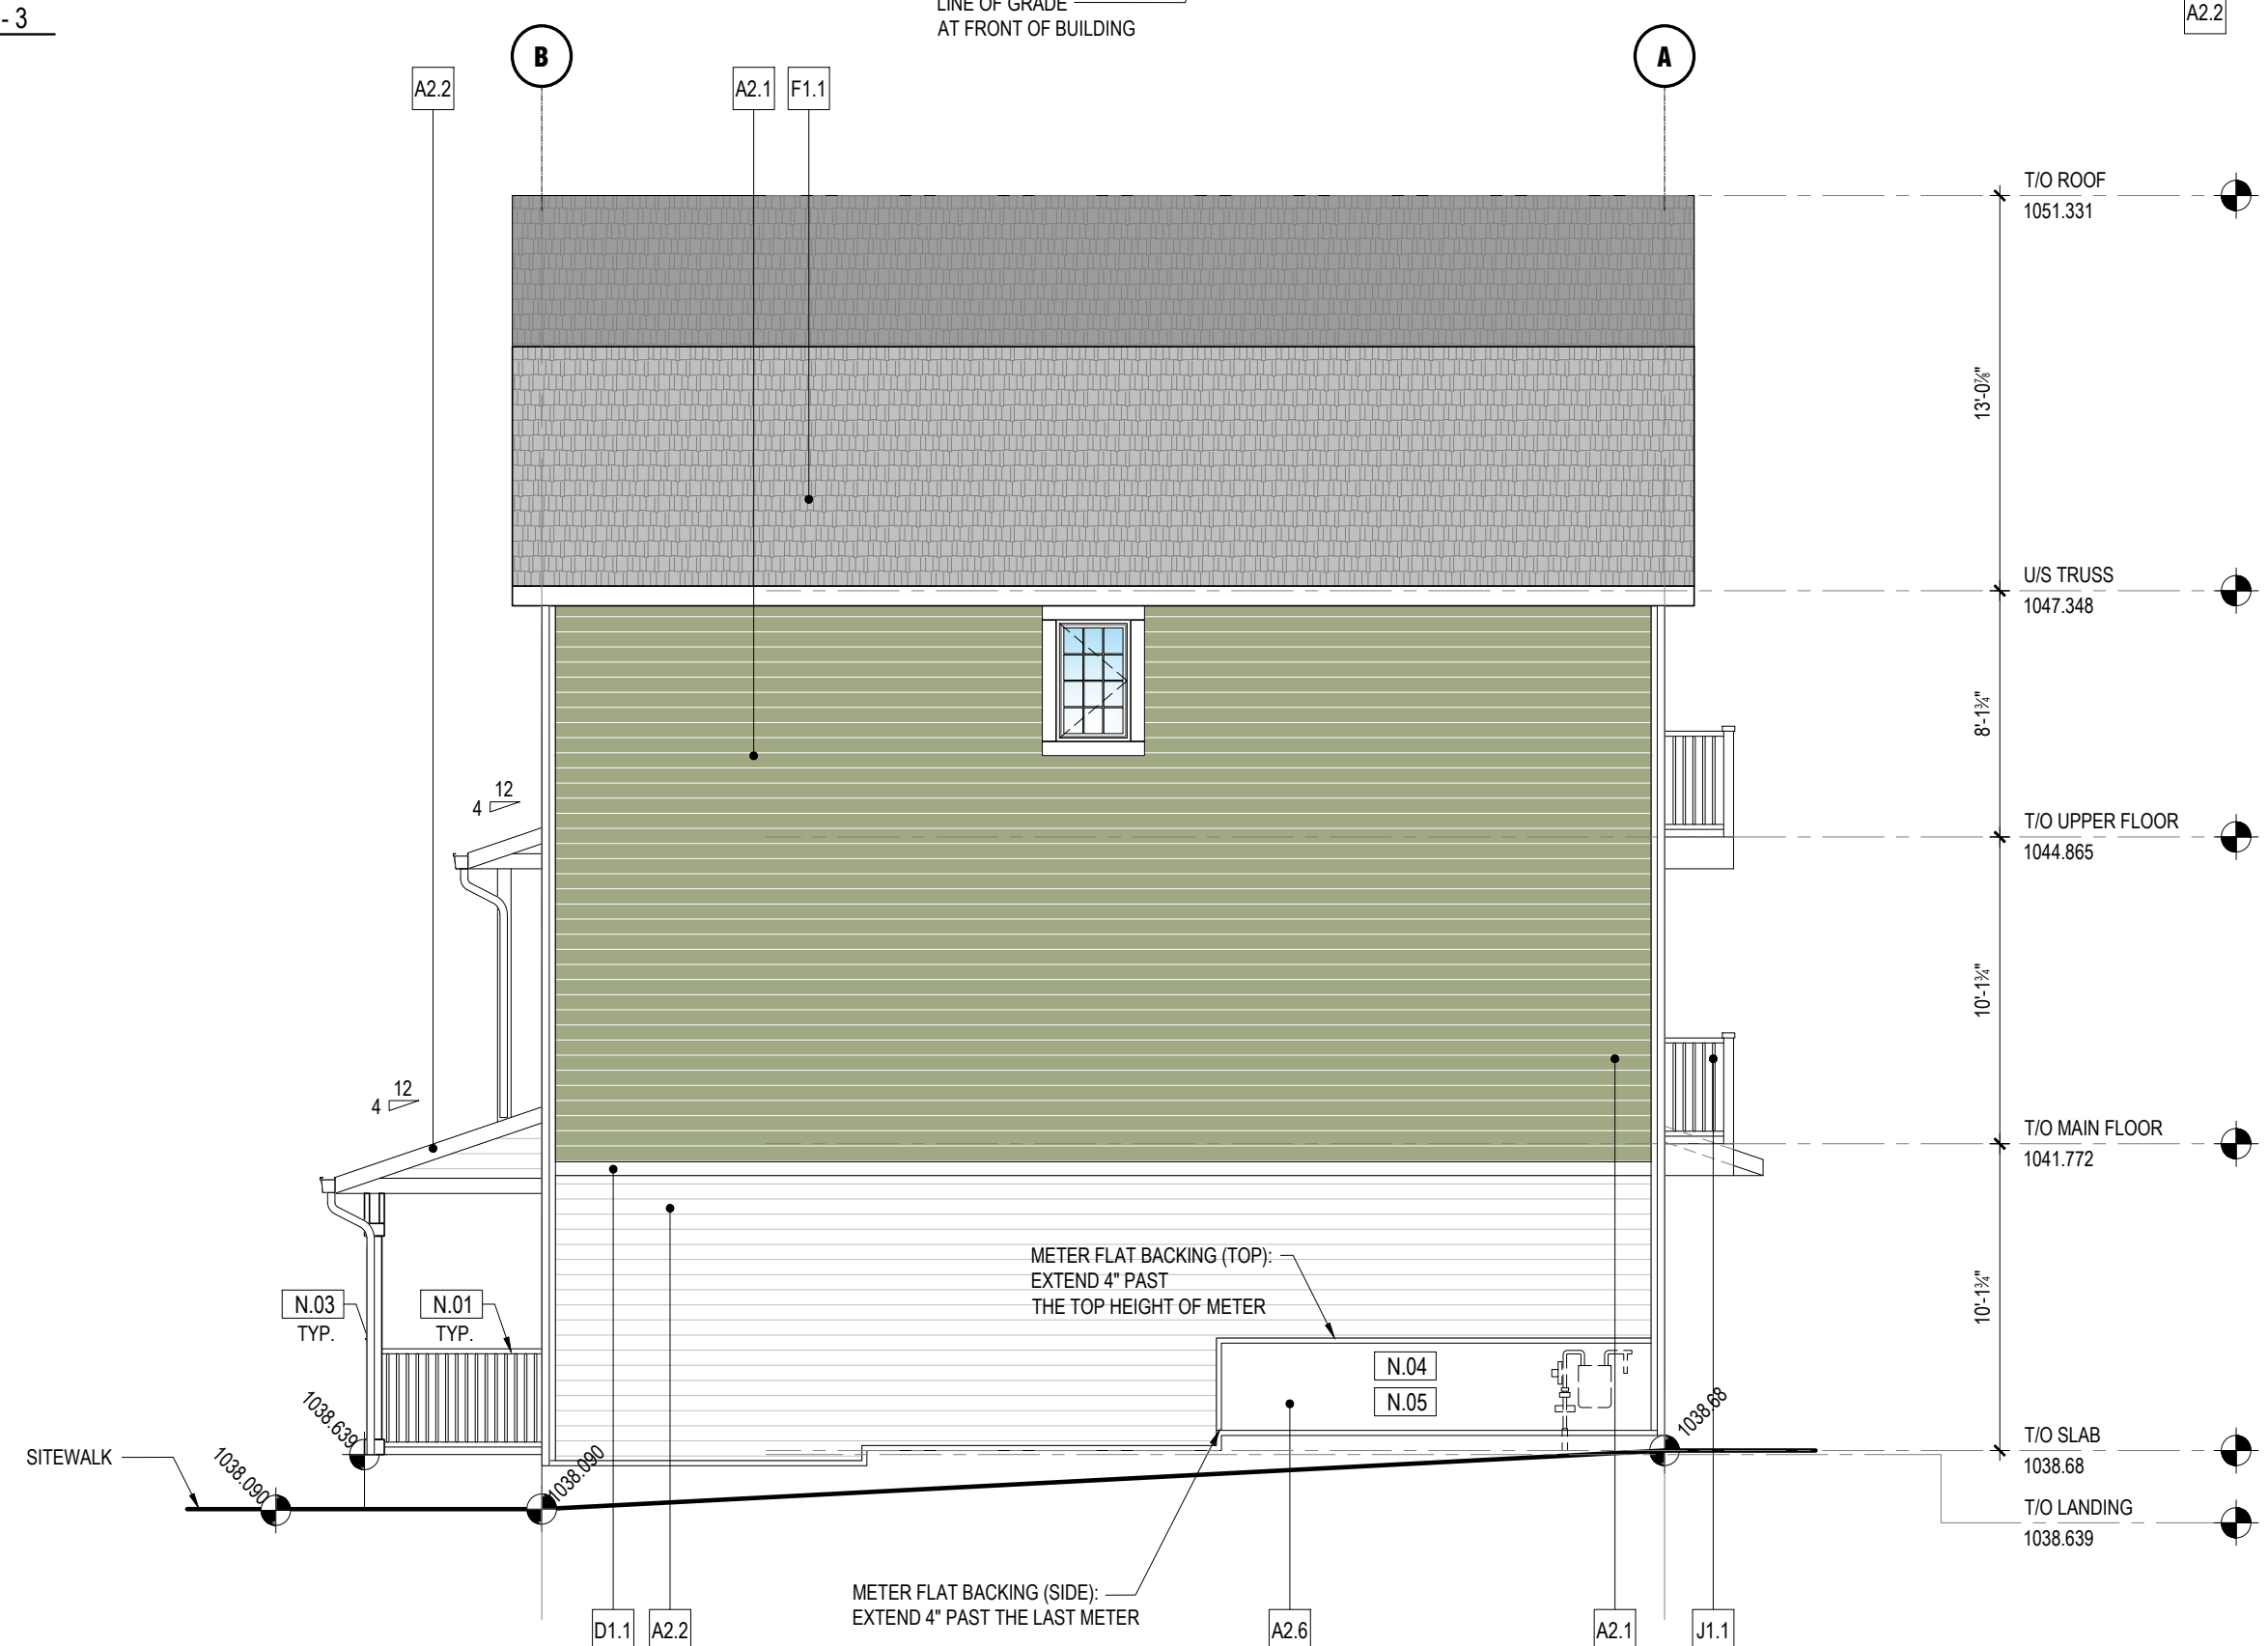 - 3
LINE OF GRADE
AT FRONT OF BUILDING
A2.2
B
A
A2.2
A2.1
F1.1
T/O ROOF
1051.331
13'-0⅞"
U/S TRUSS
1047.348
8'-1¾"
12
4
T/O UPPER FLOOR
1044.865
10'-1¾"
12
4
T/O MAIN FLOOR
1041.772
METER FLAT BACKING (TOP):
EXTEND 4" PAST
THE TOP HEIGHT OF METER
10'-1¾"
N.03
TYP.
N.01
TYP.
N.04
N.05
1038.639
1038.68
SITEWALK
1038.090
1038.090
T/O SLAB
1038.68
T/O LANDING
1038.639
METER FLAT BACKING (SIDE):
EXTEND 4" PAST THE LAST METER
D1.1
A2.2
A2.6
A2.1
J1.1